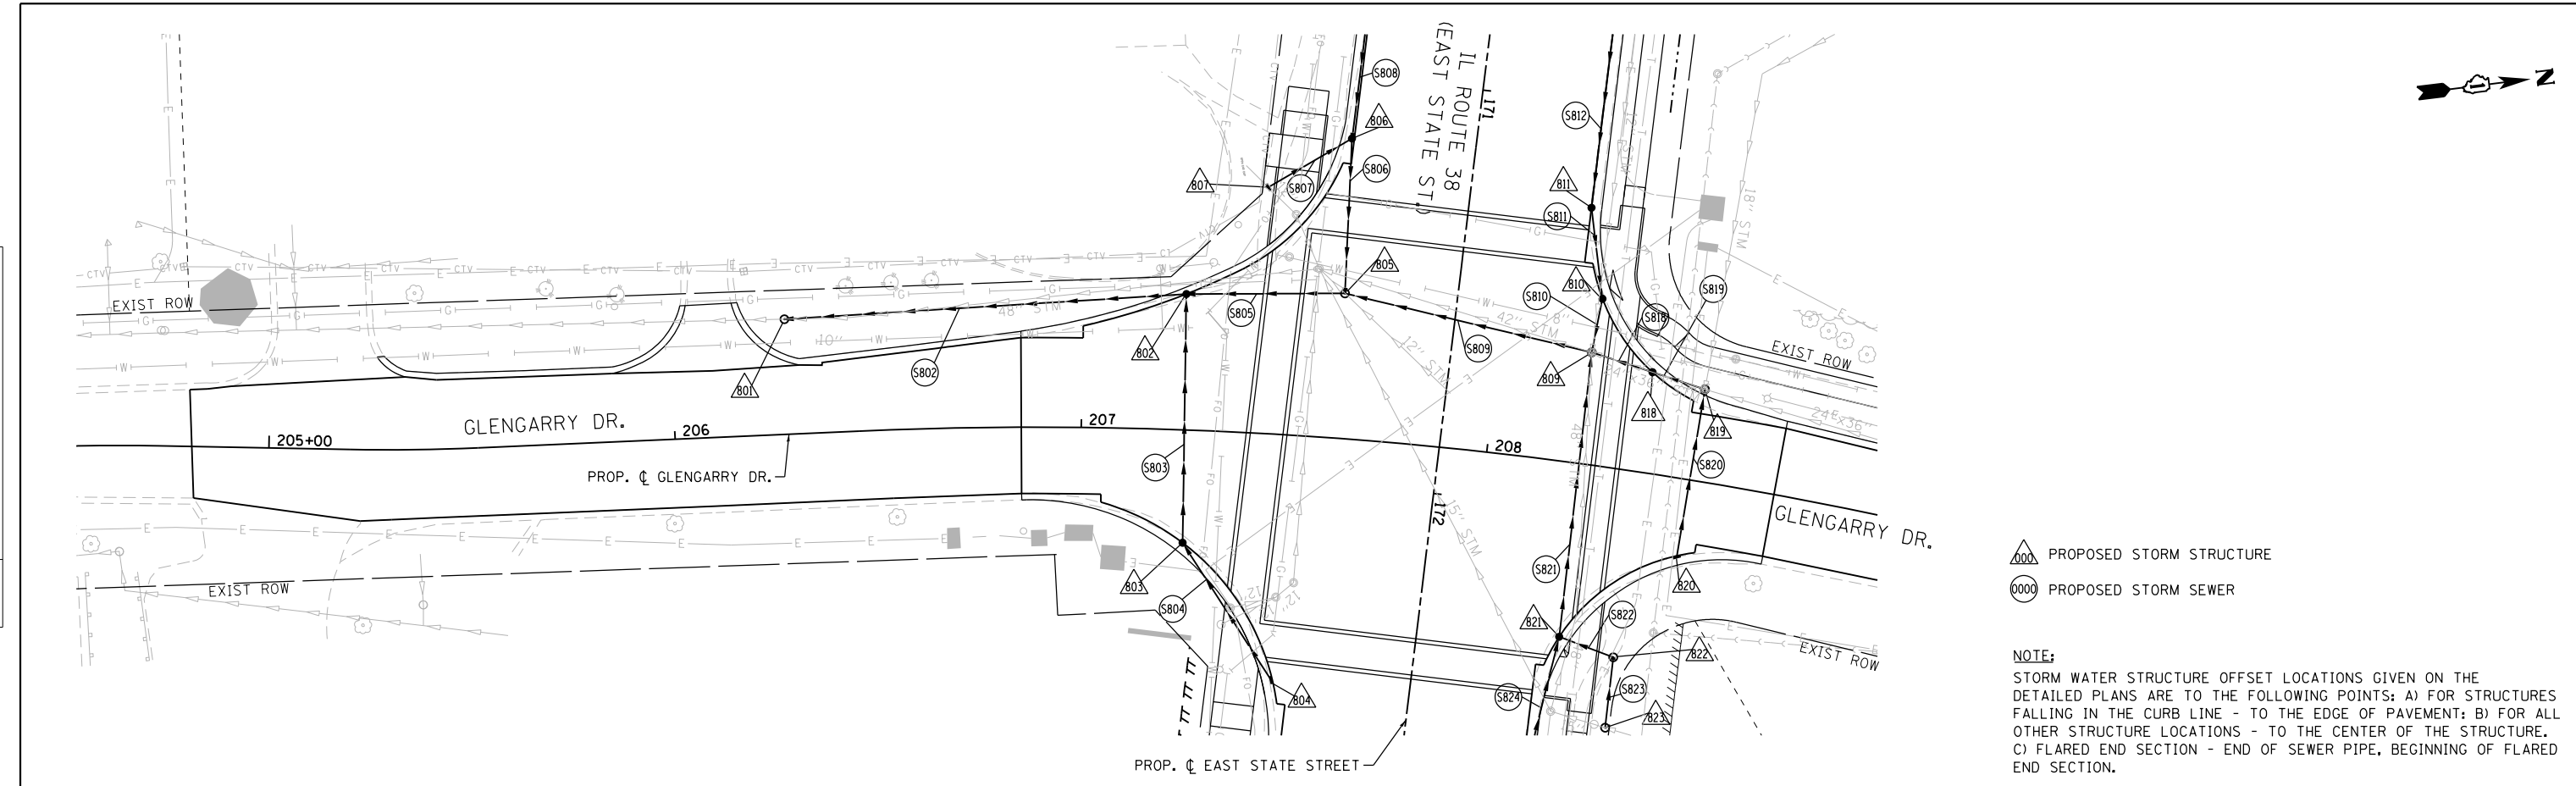 IL ROUTE 38
(EAST STATE ST.)
171
172
N
S808
806
S806
S807
807
S812
811
S811
810
S810
S819
S818
805
S805
S809
809
818
819
S820
820
802
801
S802
S803
803
S804
804
S821
821
S822
822
S823
823
S824
EXIST ROW
EXIST ROW
EXIST ROW
EXIST ROW
GLENGARRY DR.
GLENGARRY DR.
205+00
206
207
208
PROP. ℄ GLENGARRY DR.
PROP. ℄ EAST STATE STREET
48" STM
10"
42" STM
12" STM
15" STM
18" STM
48" STM
24"x36"
12"
8"
CTV
E
G
W
FO
T
000 PROPOSED STORM STRUCTURE
0000 PROPOSED STORM SEWER
NOTE:
STORM WATER STRUCTURE OFFSET LOCATIONS GIVEN ON THE
DETAILED PLANS ARE TO THE FOLLOWING POINTS: A) FOR STRUCTURES
FALLING IN THE CURB LINE - TO THE EDGE OF PAVEMENT: B) FOR ALL
OTHER STRUCTURE LOCATIONS - TO THE CENTER OF THE STRUCTURE.
C) FLARED END SECTION - END OF SEWER PIPE, BEGINNING OF FLARED
END SECTION.